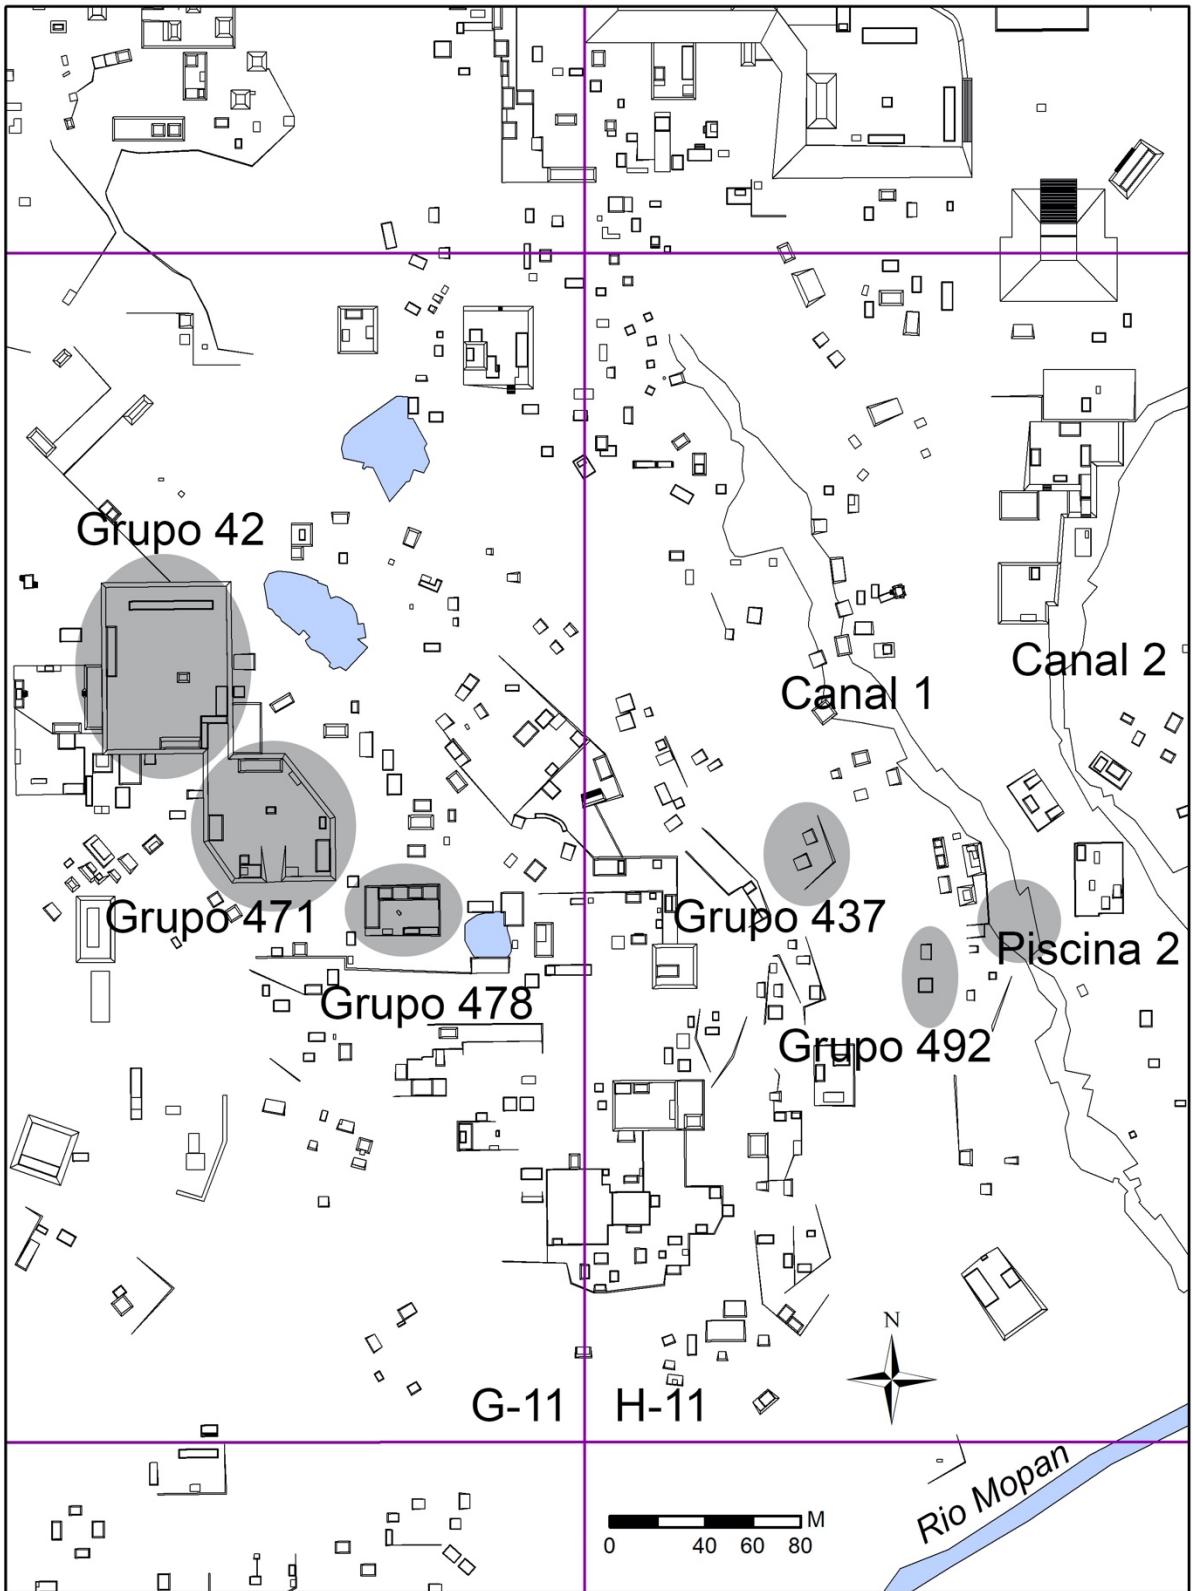 Grupo 42
Canal 2
Canal 1
Grupo 471
Grupo 437
Piscina 2
Grupo 478
Grupo 492
N
G-11
H-11
Rio Mopan
M
0 40 60 80